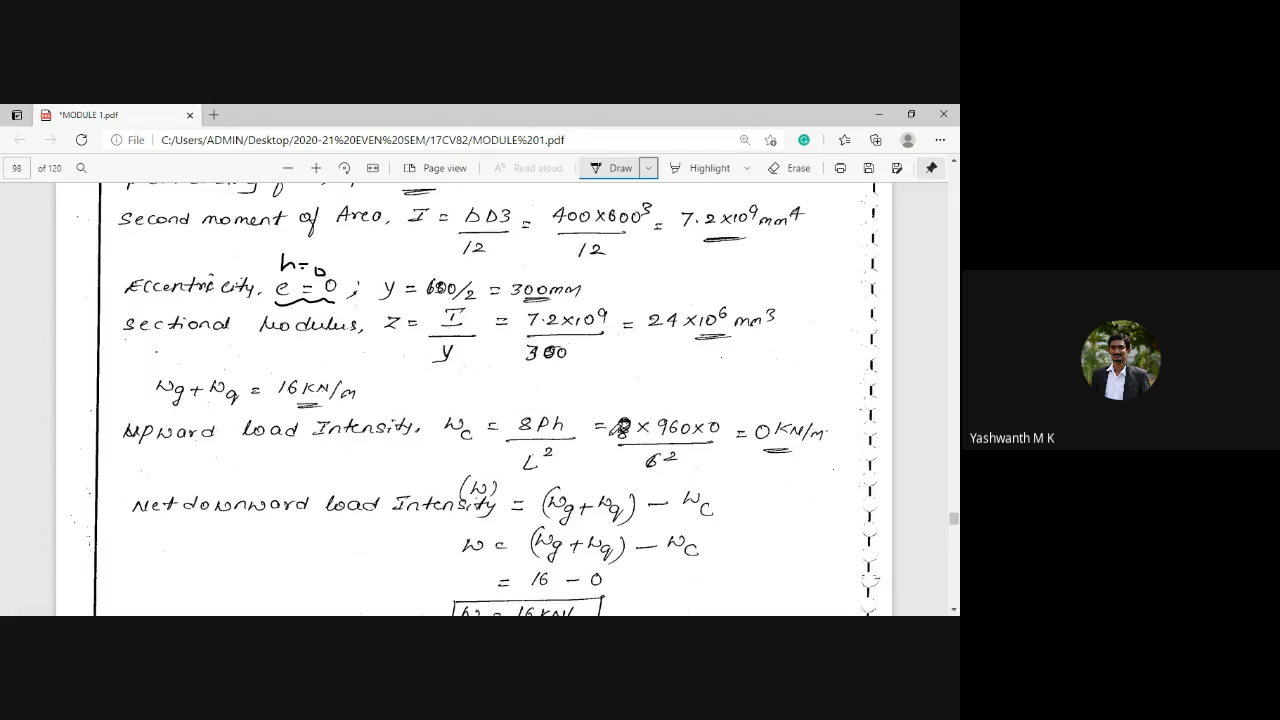 *MODULE 1.pdf
File | C:/Users/ADMIN/Desktop/2020-21%20EVEN%20SEM/17CV82/MODULE%201.pdf
98 of 120 Page view Read aloud Draw Highlight Erase
Second moment of Area, I = bD3/12 = 400×600³/12 = 7.2×10⁹ mm⁴
h=0
Eccentricity, e = 0 ; y = 600/2 = 300mm
Sectional Modulus, Z = I/y = 7.2×10⁹/300 = 24×10⁶ mm³
Wg + Wq = 16 KN/m
Upward load Intensity, Wc = 8Ph/L² = 8×960×0/6² = 0 KN/m
(W)
Net downward load Intensity = (Wg+Wq) – Wc
W = (Wg+Wq) – Wc
= 16 – 0
W = 16 KN/
Yashwanth M K